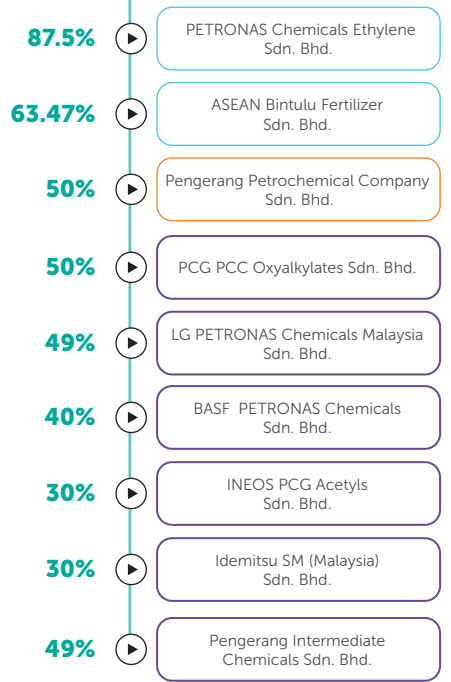 87.5%
PETRONAS Chemicals Ethylene
Sdn. Bhd.
63.47%
ASEAN Bintulu Fertilizer
Sdn. Bhd.
50%
Pengerang Petrochemical Company
Sdn. Bhd.
50%
PCG PCC Oxyalkylates Sdn. Bhd.
49%
LG PETRONAS Chemicals Malaysia
Sdn. Bhd.
40%
BASF PETRONAS Chemicals
Sdn. Bhd.
30%
INEOS PCG Acetyls
Sdn. Bhd.
30%
Idemitsu SM (Malaysia)
Sdn. Bhd.
49%
Pengerang Intermediate
Chemicals Sdn. Bhd.